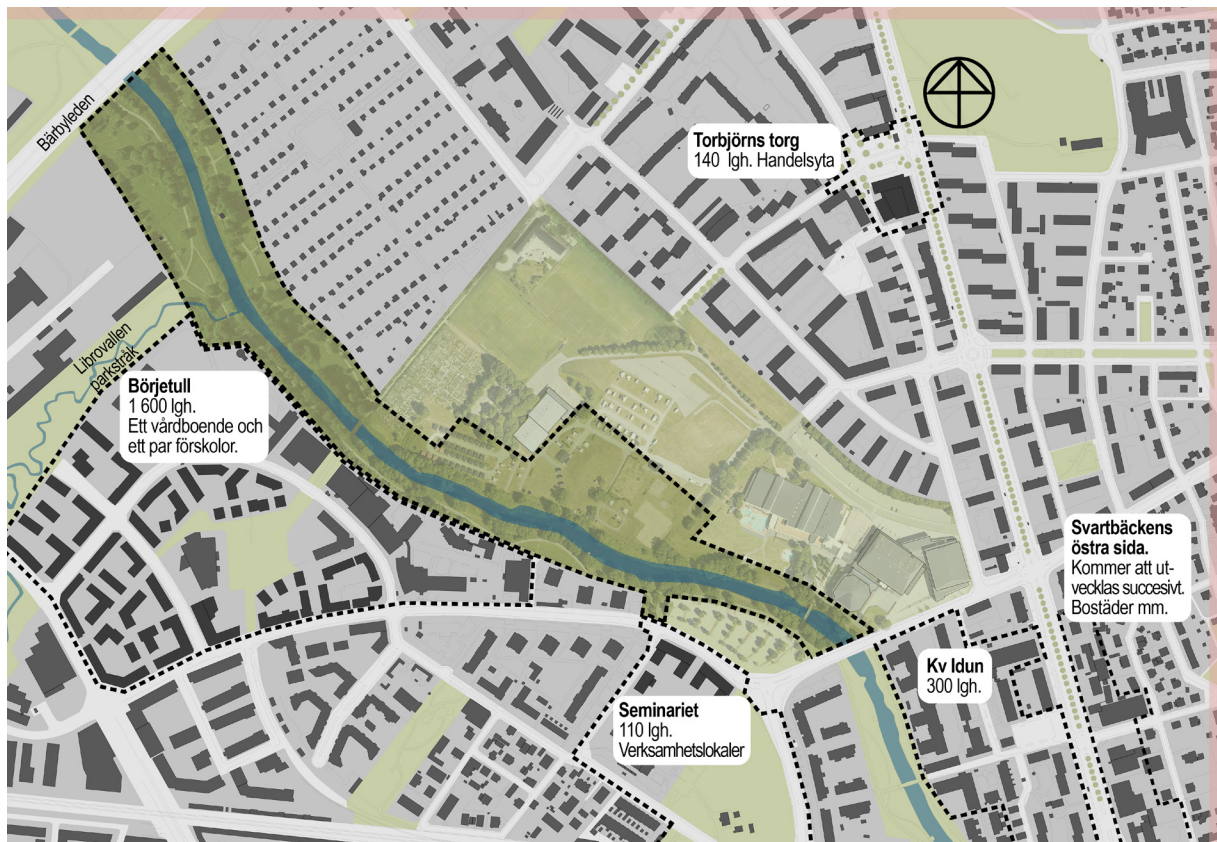 Bärbyleden
Torbjörns torg
140 lgh. Handelsyta
Librovallen
parkstråk
Börjetull
1 600 lgh.
Ett vårdboende och
ett par förskolor.
Svartbäckens
östra sida.
Kommer att ut-
vecklas succesivt.
Bostäder mm.
Kv Idun
300 lgh.
Seminariet
110 lgh.
Verksamhetslokaler